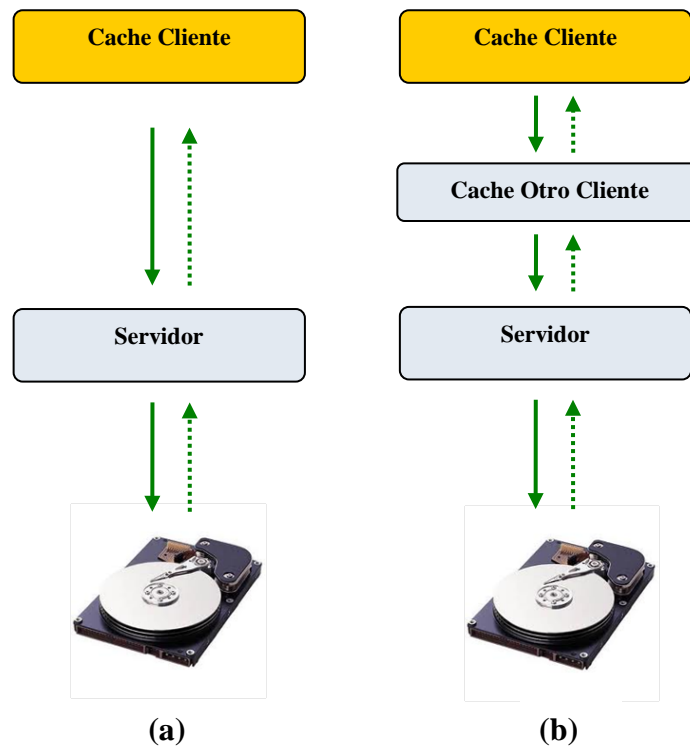 Cache Cliente
Cache Cliente
Cache Otro Cliente
Servidor
Servidor
(a)
(b)